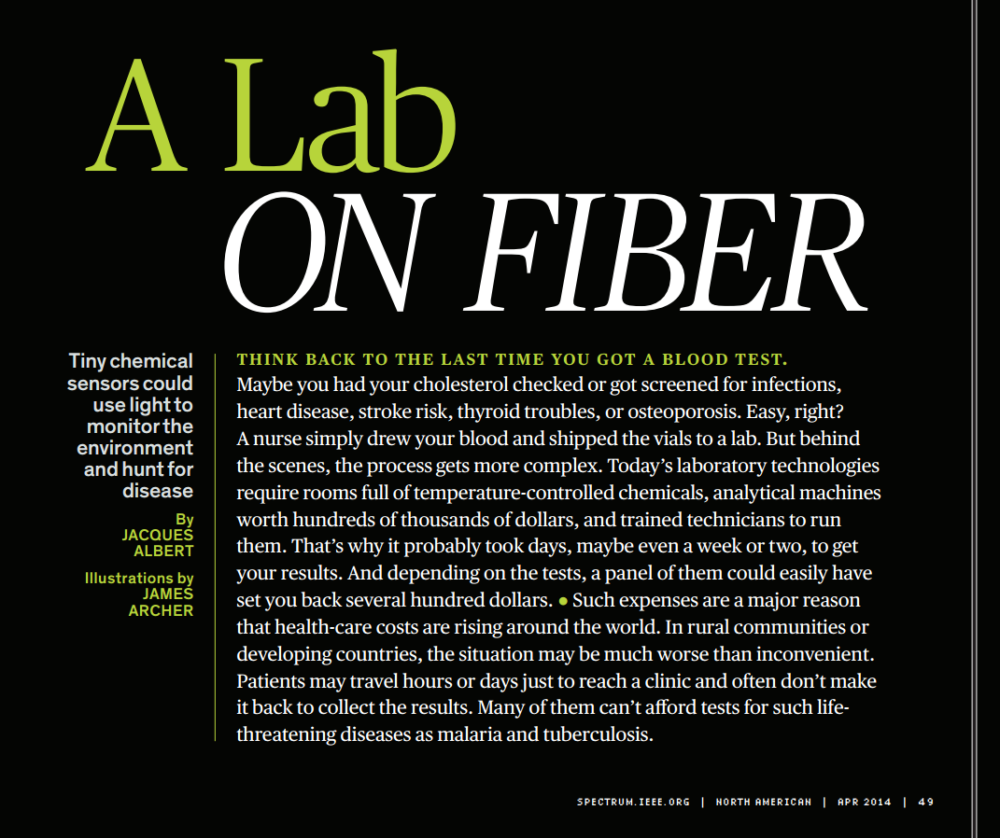 A Lab
ON FIBER
Tiny chemical
sensors could
use light to
monitor the
environment
and hunt for
disease
By
JACQUES
ALBERT
Illustrations by
JAMES
ARCHER
THINK BACK TO THE LAST TIME YOU GOT A BLOOD TEST.
Maybe you had your cholesterol checked or got screened for infections,
heart disease, stroke risk, thyroid troubles, or osteoporosis. Easy, right?
A nurse simply drew your blood and shipped the vials to a lab. But behind
the scenes, the process gets more complex. Today’s laboratory technologies
require rooms full of temperature-controlled chemicals, analytical machines
worth hundreds of thousands of dollars, and trained technicians to run
them. That’s why it probably took days, maybe even a week or two, to get
your results. And depending on the tests, a panel of them could easily have
set you back several hundred dollars. • Such expenses are a major reason
that health-care costs are rising around the world. In rural communities or
developing countries, the situation may be much worse than inconvenient.
Patients may travel hours or days just to reach a clinic and often don’t make
it back to collect the results. Many of them can’t afford tests for such life-
threatening diseases as malaria and tuberculosis.
SPECTRUM.IEEE.ORG | NORTH AMERICAN | APR 2014 | 49